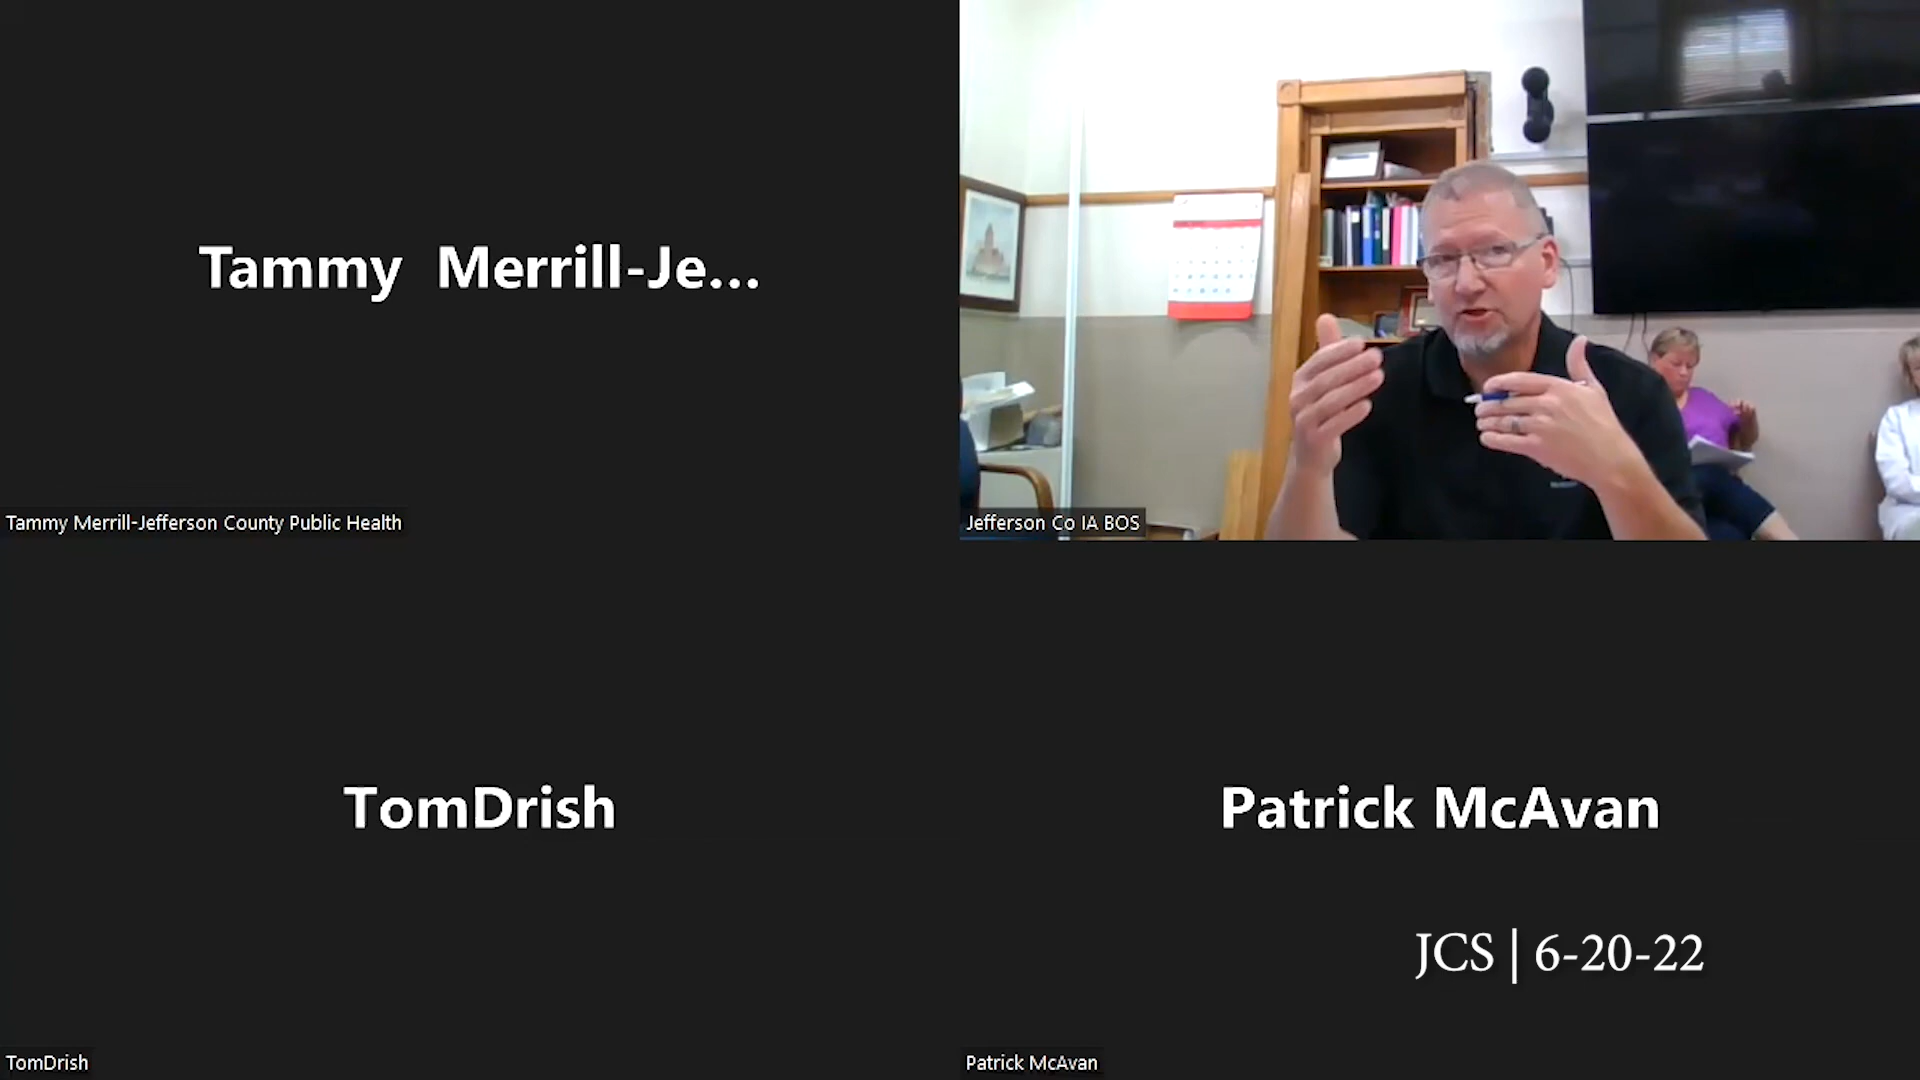 Tammy  Merrill-Je...
Tammy Merrill-Jefferson County Public Health
Jefferson Co IA BOS
TomDrish
Patrick McAvan
JCS | 6-20-22
TomDrish
Patrick McAvan